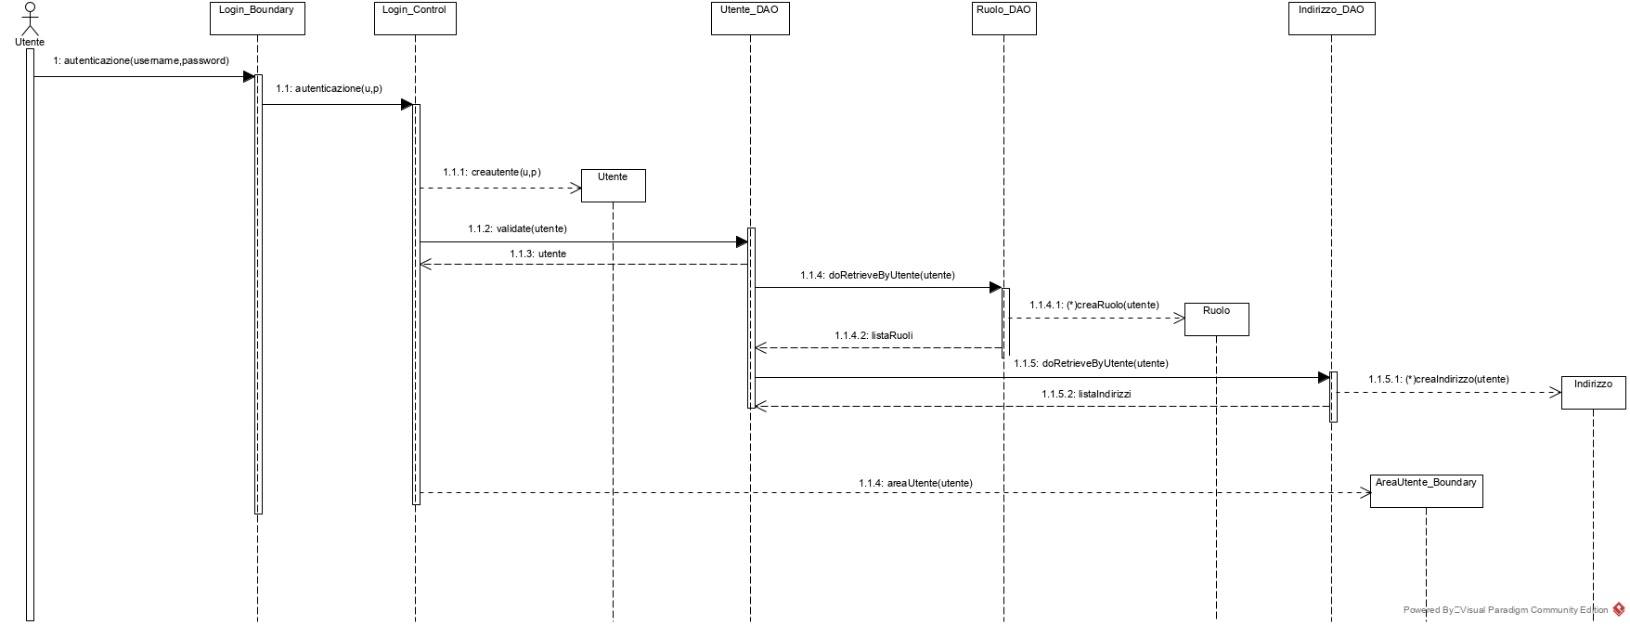 Login_Boundary
Login_Control
Utente_DAO
Ruolo_DAO
Indirizzo_DAO
Utente
1: autenticazione(username,password)
1.1: autenticazione(u,p)
1.1.1: creautente(u,p)
Utente
1.1.2: validate(utente)
1.1.3: utente
1.1.4: doRetrieveByUtente(utente)
1.1.4.1: (*)creaRuolo(utente)
Ruolo
1.1.4.2: listaRuoli
1.1.5: doRetrieveByUtente(utente)
1.1.5.1: (*)creaIndirizzo(utente)
Indirizzo
1.1.5.2: listaIndirizzi
1.1.4: areaUtente(utente)
AreaUtente_Boundary
Powered By Visual Paradigm Community Edition